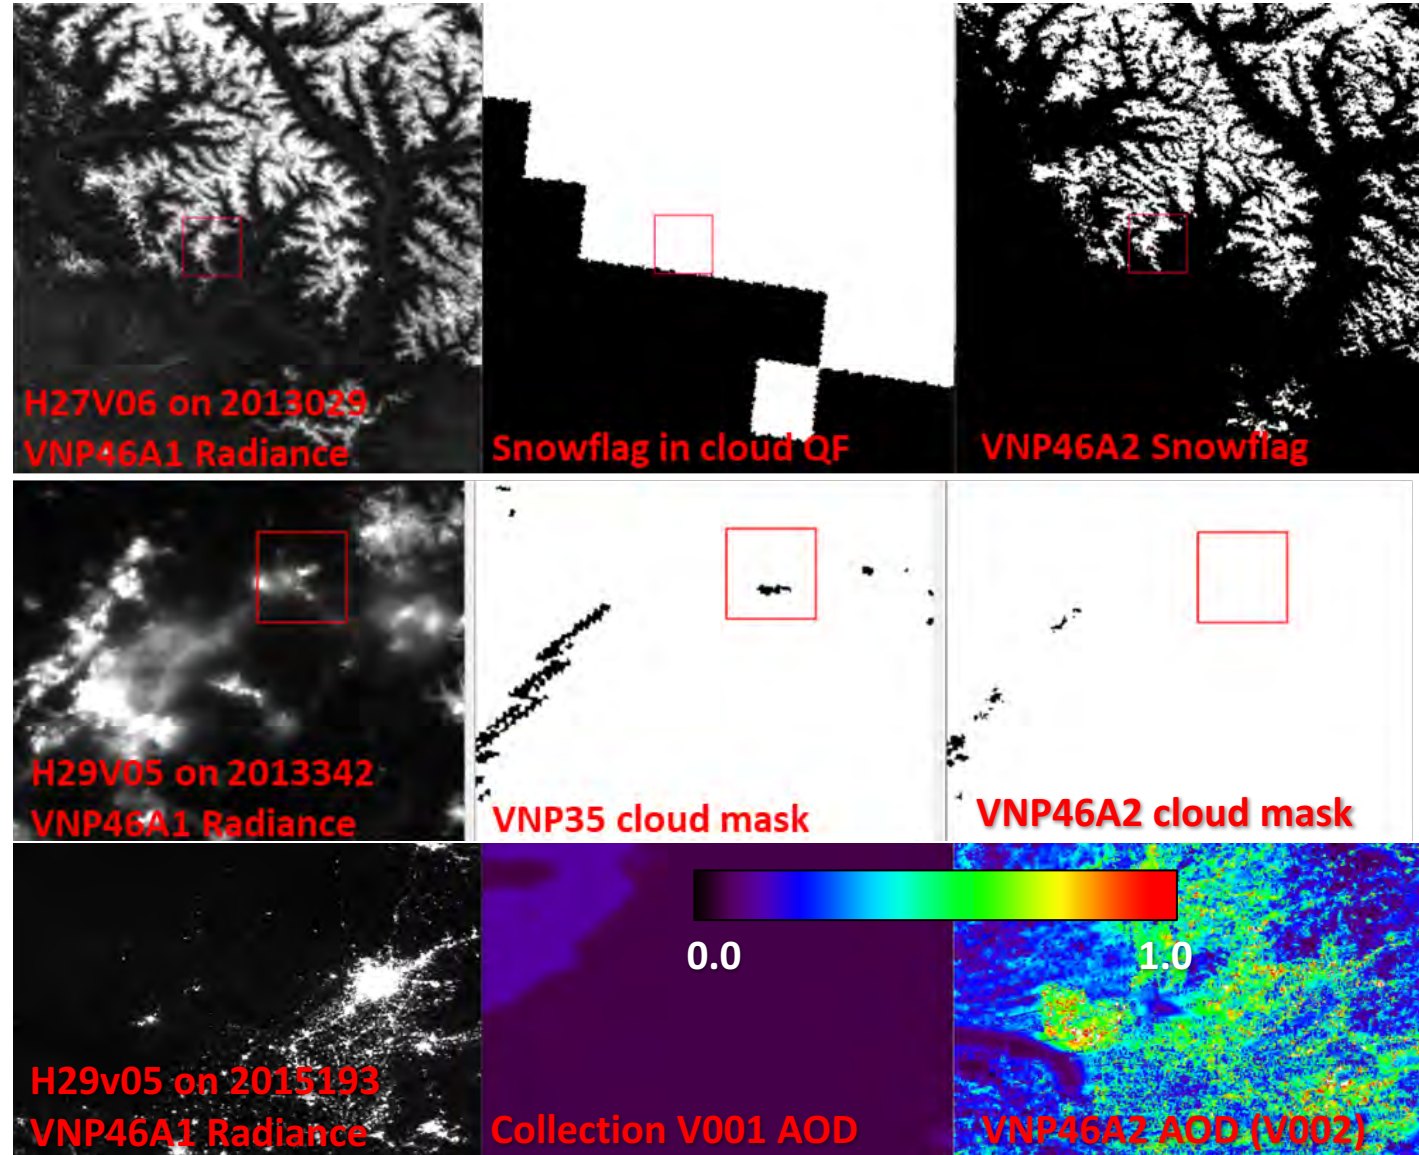 H27V06 on 2013029
VNP46A1 Radiance
Snowflag in cloud QF
VNP46A2 Snowflag
H29V05 on 2013342
VNP46A1 Radiance
VNP35 cloud mask
VNP46A2 cloud mask
0.0
1.0
H29v05 on 2015193
VNP46A1 Radiance
Collection V001 AOD
VNP46A2 AOD (V002)